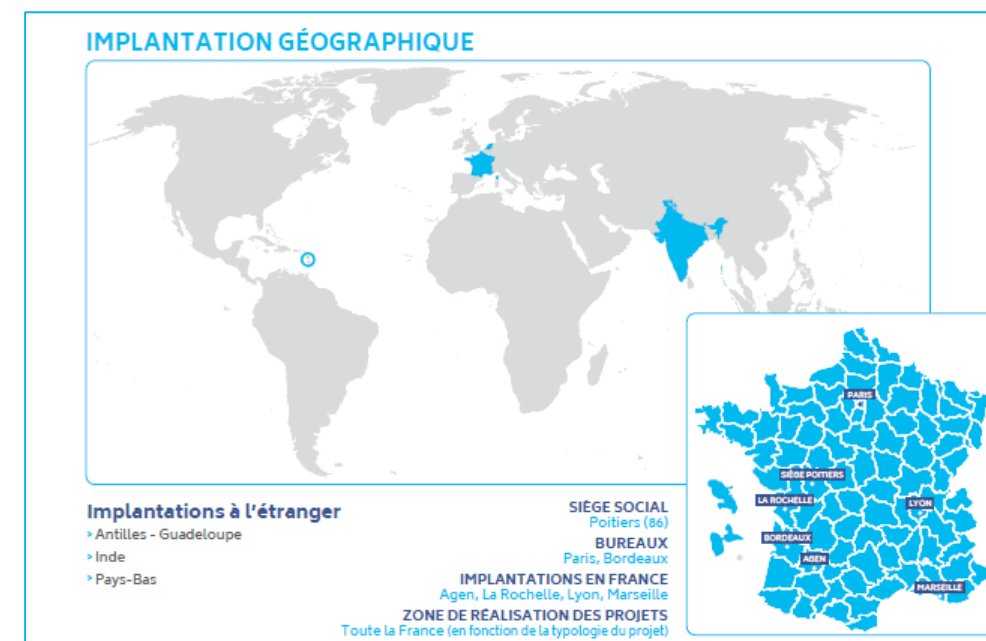 IMPLANTATION GÉOGRAPHIQUE
PARIS
SIÈGE POITIERS
LA ROCHELLE
LYON
BORDEAUX
AGEN
MARSEILLE
Implantations à l'étranger
> Antilles - Guadeloupe
> Inde
> Pays-Bas
SIÈGE SOCIAL
Poitiers (86)
BUREAUX
Paris, Bordeaux
IMPLANTATIONS EN FRANCE
Agen, La Rochelle, Lyon, Marseille
ZONE DE RÉALISATION DES PROJETS
Toute la France (en fonction de la typologie du projet)